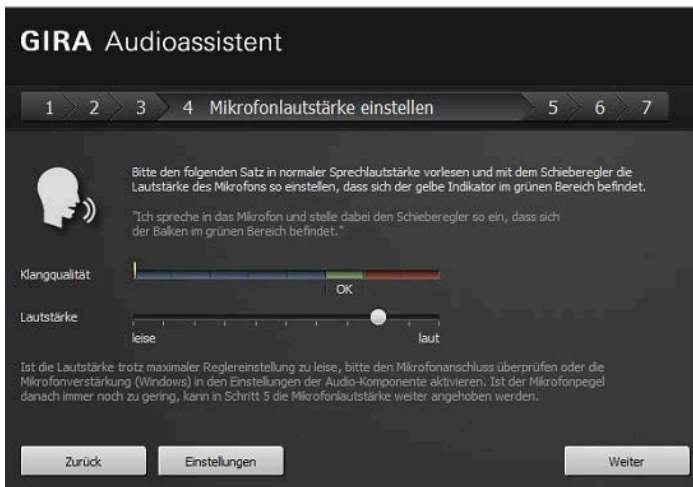 GIRA Audioassistent
1 2 3 4 Mikrofonlautstärke einstellen 5 6 7
Bitte den folgenden Satz in normaler Sprechlautstärke vorlesen und mit dem Schieberegler die
Lautstärke des Mikrofons so einstellen, dass sich der gelbe Indikator im grünen Bereich befindet.
"Ich spreche in das Mikrofon und stelle dabei den Schieberegler so ein, dass sich
der Balken im grünen Bereich befindet."
Klangqualität
OK
Lautstärke
leise laut
Ist die Lautstärke trotz maximaler Reglereinstellung zu leise, bitte den Mikrofonanschluss überprüfen oder die
Mikrofonverstärkung (Windows) in den Einstellungen der Audio-Komponente aktivieren. Ist der Mikrofonpegel
danach immer noch zu gering, kann in Schritt 5 die Mikrofonlautstärke weiter angehoben werden.
Zurück Einstellungen Weiter